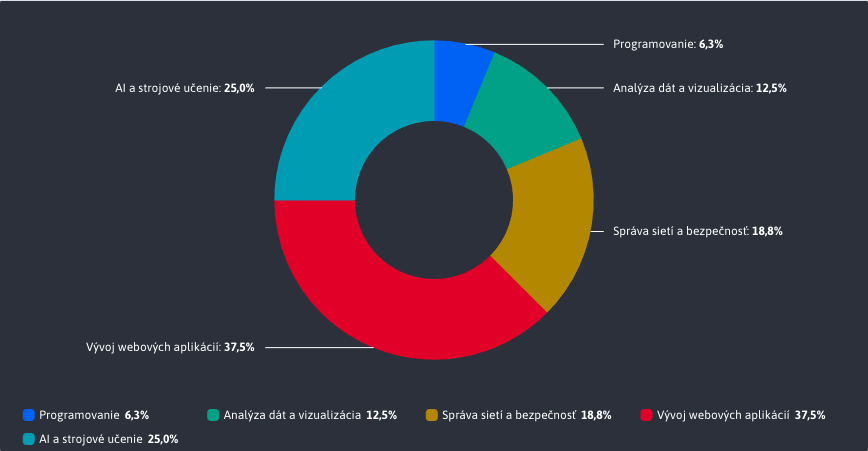 Programovanie: 6,3%
AI a strojové učenie: 25,0%
Analýza dát a vizualizácia: 12,5%
Správa sietí a bezpečnosť: 18,8%
Vývoj webových aplikácií: 37,5%
Programovanie 6,3%
Analýza dát a vizualizácia 12,5%
Správa sietí a bezpečnosť 18,8%
Vývoj webových aplikácií 37,5%
AI a strojové učenie 25,0%